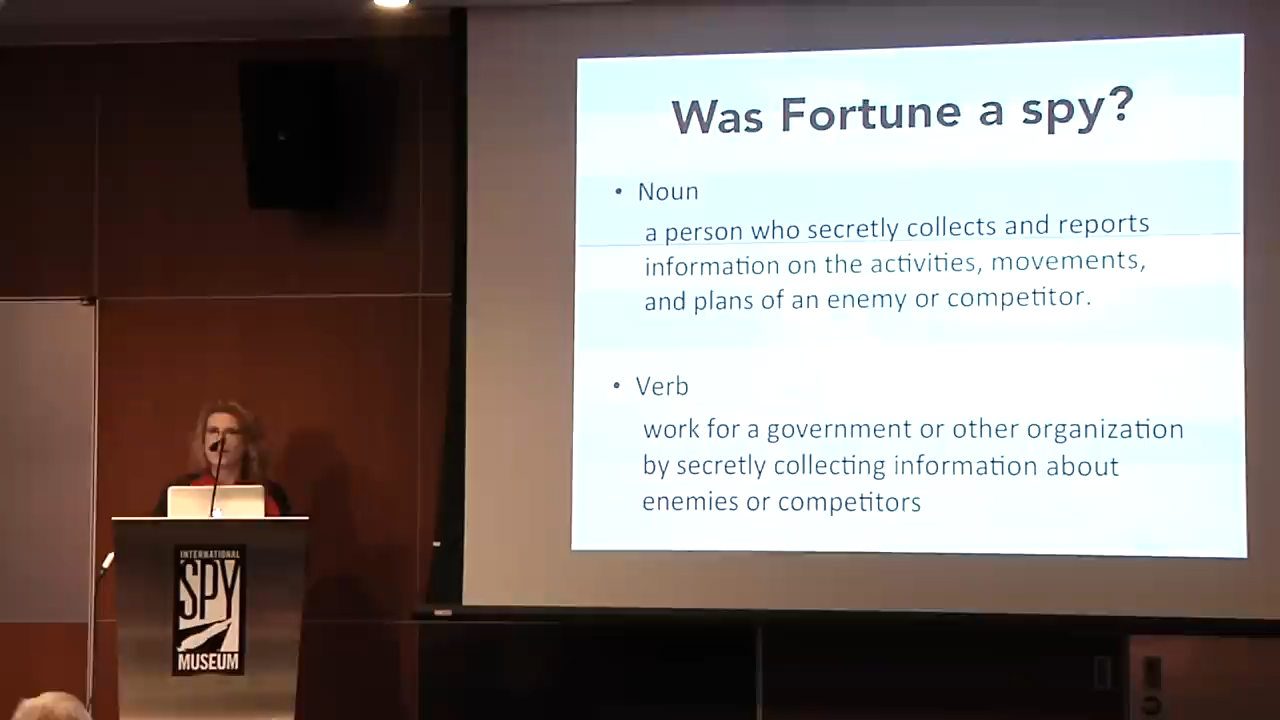 Was Fortune a spy?
• Noun
a person who secretly collects and reports
information on the activities, movements,
and plans of an enemy or competitor.
• Verb
work for a government or other organization
by secretly collecting information about
enemies or competitors
INTERNATIONAL
SPY
MUSEUM